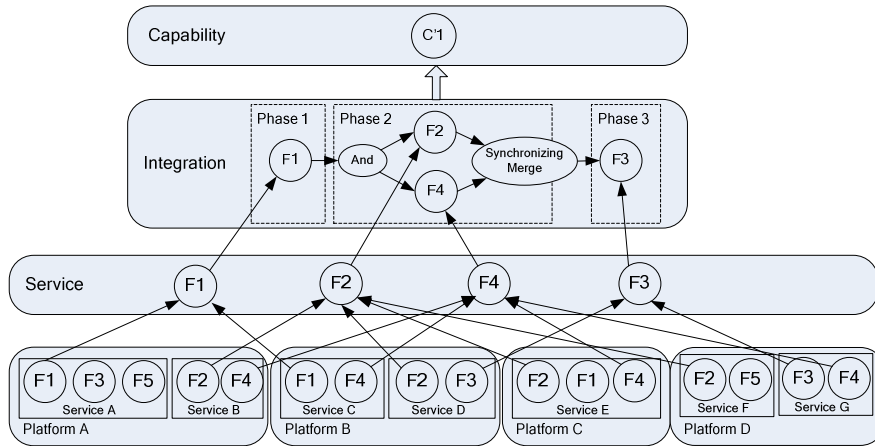 Capability
C'1
Phase 1
Phase 2
Phase 3
Integration
F1
And
F2
F4
Synchronizing
Merge
F3
Service
F1
F2
F4
F3
F1
F3
F5
Service A
F2
F4
Service B
Platform A
F1
F4
Service C
F2
F3
Service D
Platform B
F2
F1
F4
Service E
Platform C
F2
F5
Service F
F3
F4
Service G
Platform D